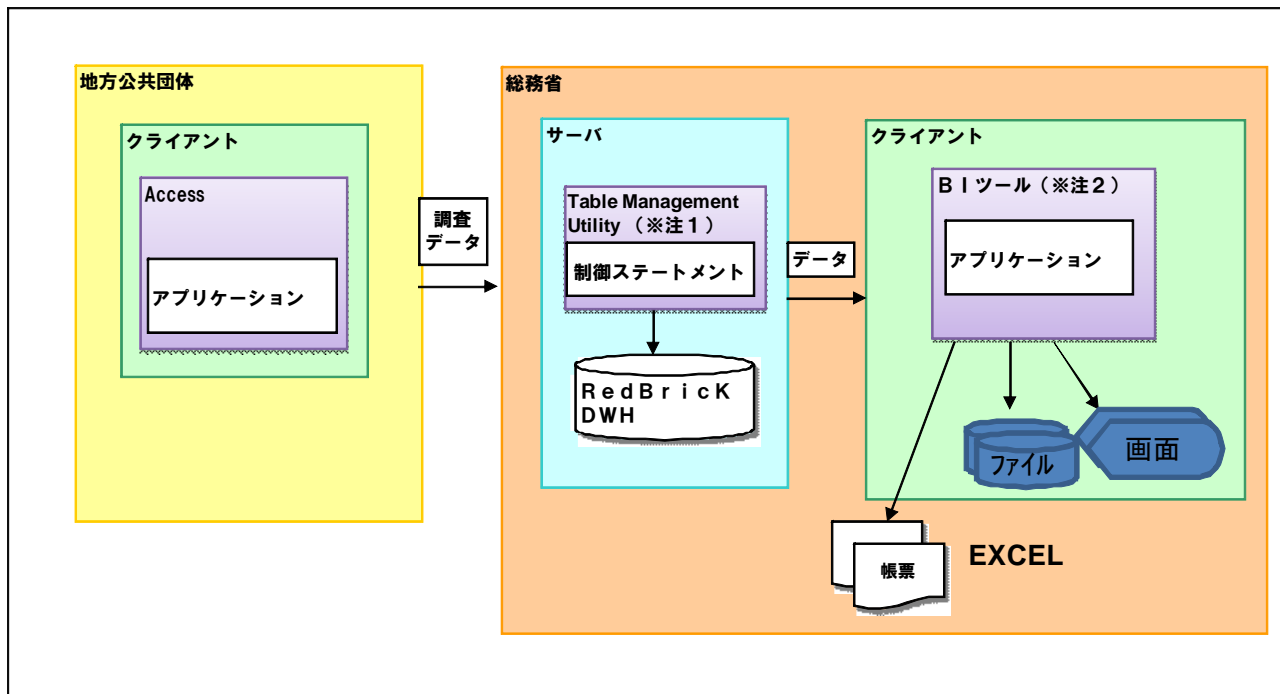 地方公共団体
クライアント
Access
アプリケーション
調査
データ
総務省
サーバ
Table Management
Utility （※注１）
制御ステートメント
ＲｅｄＢｒｉｃＫ
DWH
データ
クライアント
ＢＩツール（※注２）
アプリケーション
ファイル
画面
帳票
EXCEL